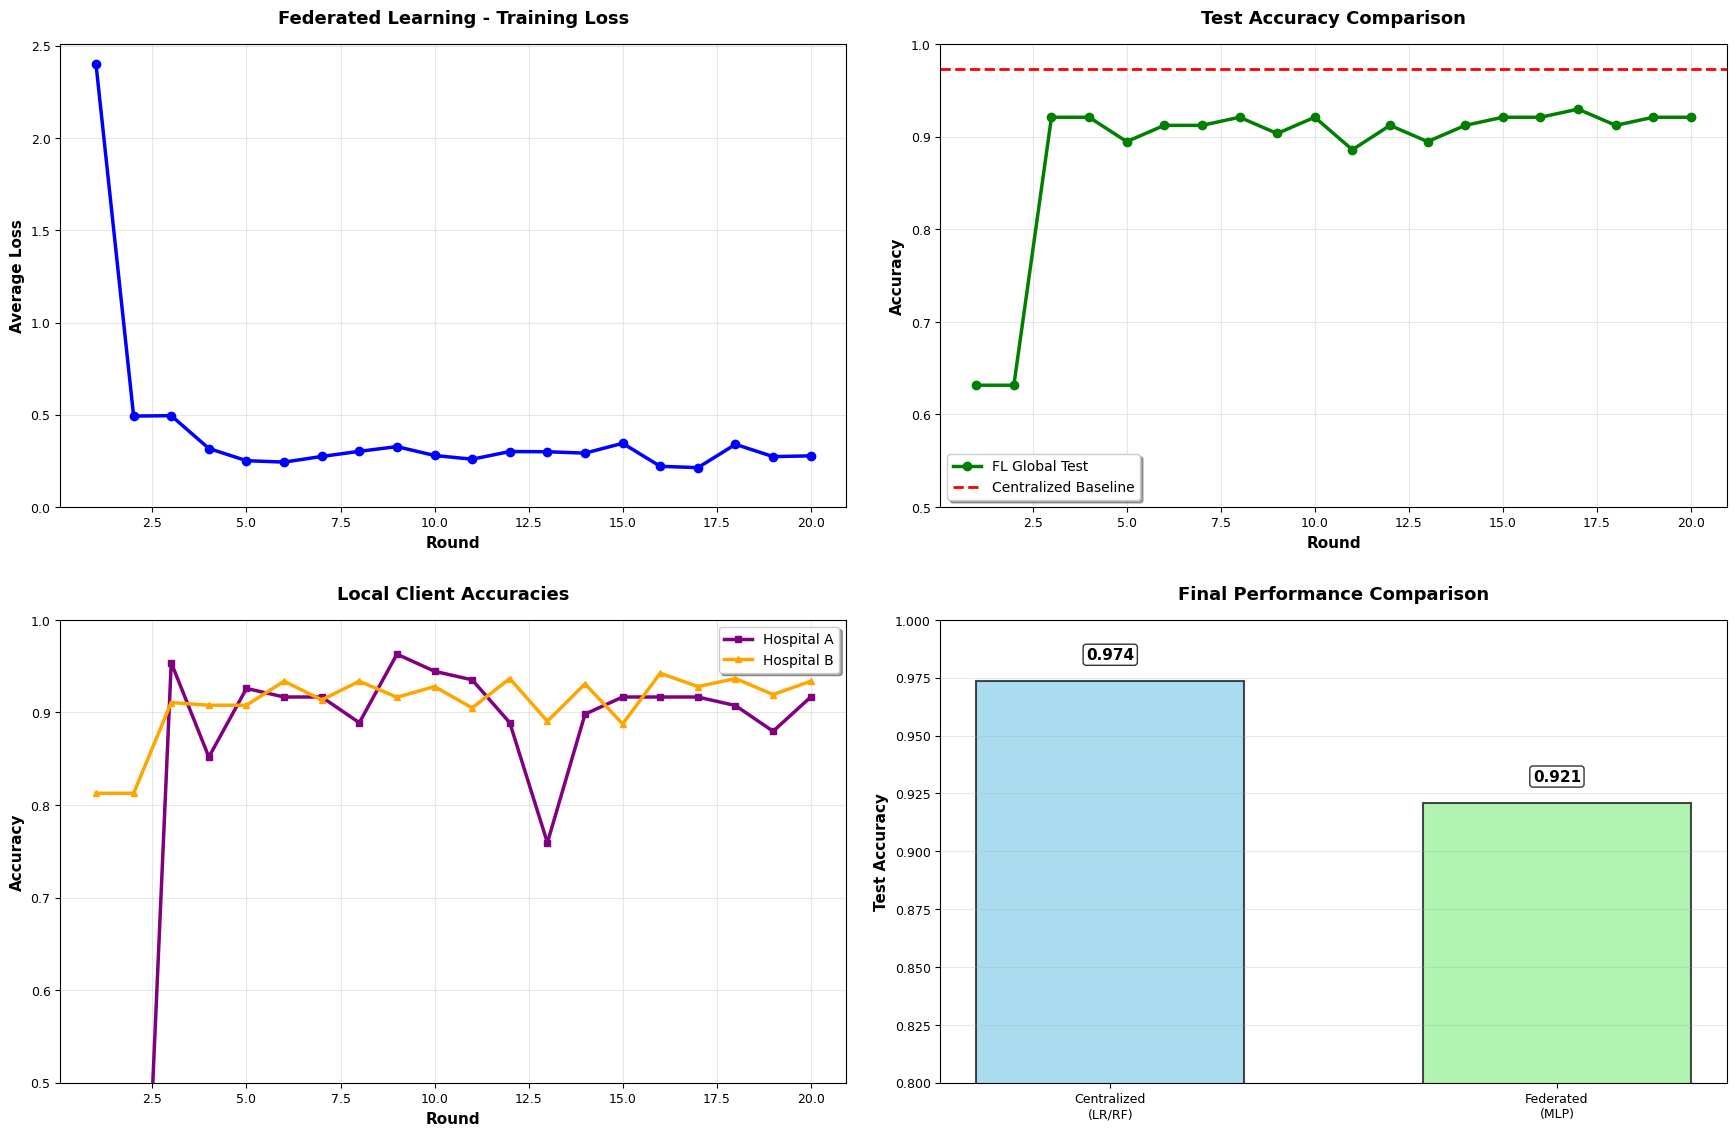 Federated Learning - Training Loss
2.5
2.0
1.5
1.0
0.5
0.0
Average Loss
2.5 5.0 7.5 10.0 12.5 15.0 17.5 20.0
Round
Test Accuracy Comparison
1.0
0.9
0.8
0.7
0.6
0.5
Accuracy
FL Global Test
Centralized Baseline
2.5 5.0 7.5 10.0 12.5 15.0 17.5 20.0
Round
Local Client Accuracies
1.0
0.9
0.8
0.7
0.6
0.5
Accuracy
Hospital A
Hospital B
2.5 5.0 7.5 10.0 12.5 15.0 17.5 20.0
Round
Final Performance Comparison
1.000
0.975
0.950
0.925
0.900
0.875
0.850
0.825
0.800
Test Accuracy
0.974
0.921
Centralized
(LR/RF)
Federated
(MLP)